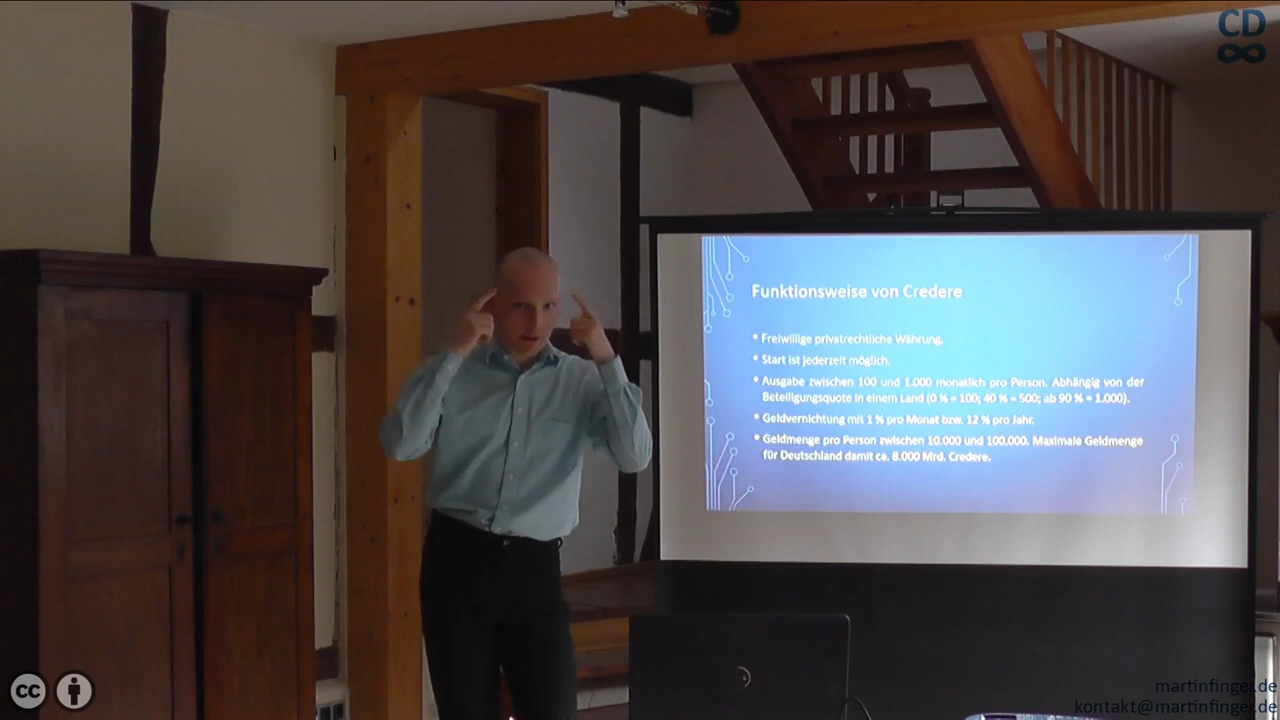 CD
Funktionsweise von Credere
• Freiwillige privatrechtliche Währung.
• Start ist jederzeit möglich.
• Ausgabe zwischen 100 und 1.000 monatlich pro Person. Abhängig von der
Beteiligungsquote in einem Land (0 % = 100; 40 % = 500; ab 90 % = 1.000).
• Geldvernichtung mit 1 % pro Monat bzw. 12 % pro Jahr.
• Geldmenge pro Person zwischen 10.000 und 100.000. Maximale Geldmenge
für Deutschland damit ca. 8.000 Mrd. Credere.
cc
martinfinger.de
kontakt@martinfinger.de